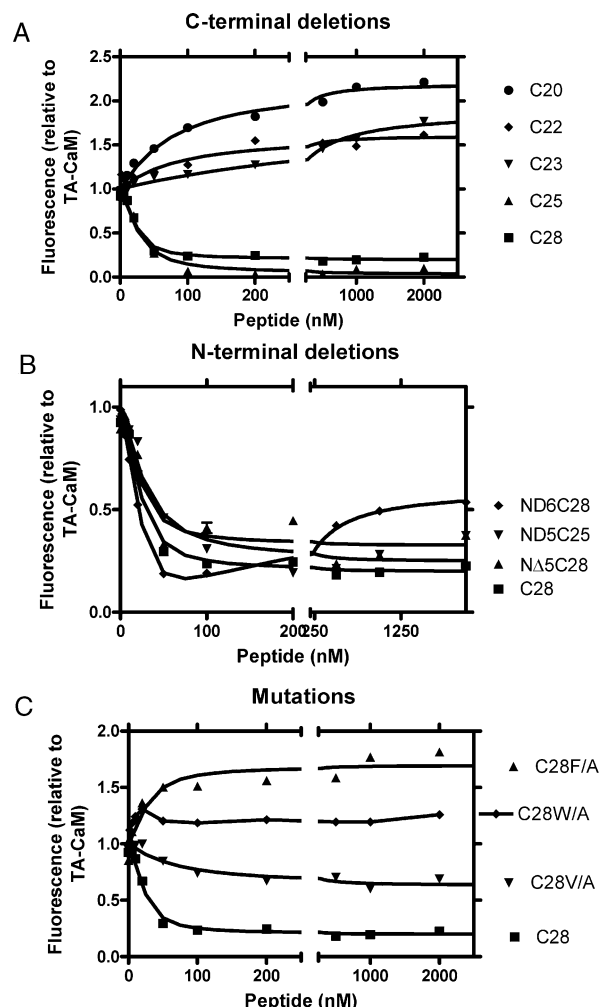 A
C-terminal deletions
Fluorescence (relative to
TA-CaM)
2.5
2.0
1.5
1.0
0.5
0.0
0
100
200
1000
2000
Peptide (nM)
C20
C22
C23
C25
C28
B
N-terminal deletions
Fluorescence (relative to
TA-CaM)
1.0
0.5
0.0
0
100
200
250
1250
Peptide (nM)
ND6C28
ND5C25
NΔ5C28
C28
C
Mutations
Fluorescence (relative to
TA-CaM)
2.0
1.5
1.0
0.5
0.0
0
100
200
1000
2000
Peptide (nM)
C28F/A
C28W/A
C28V/A
C28